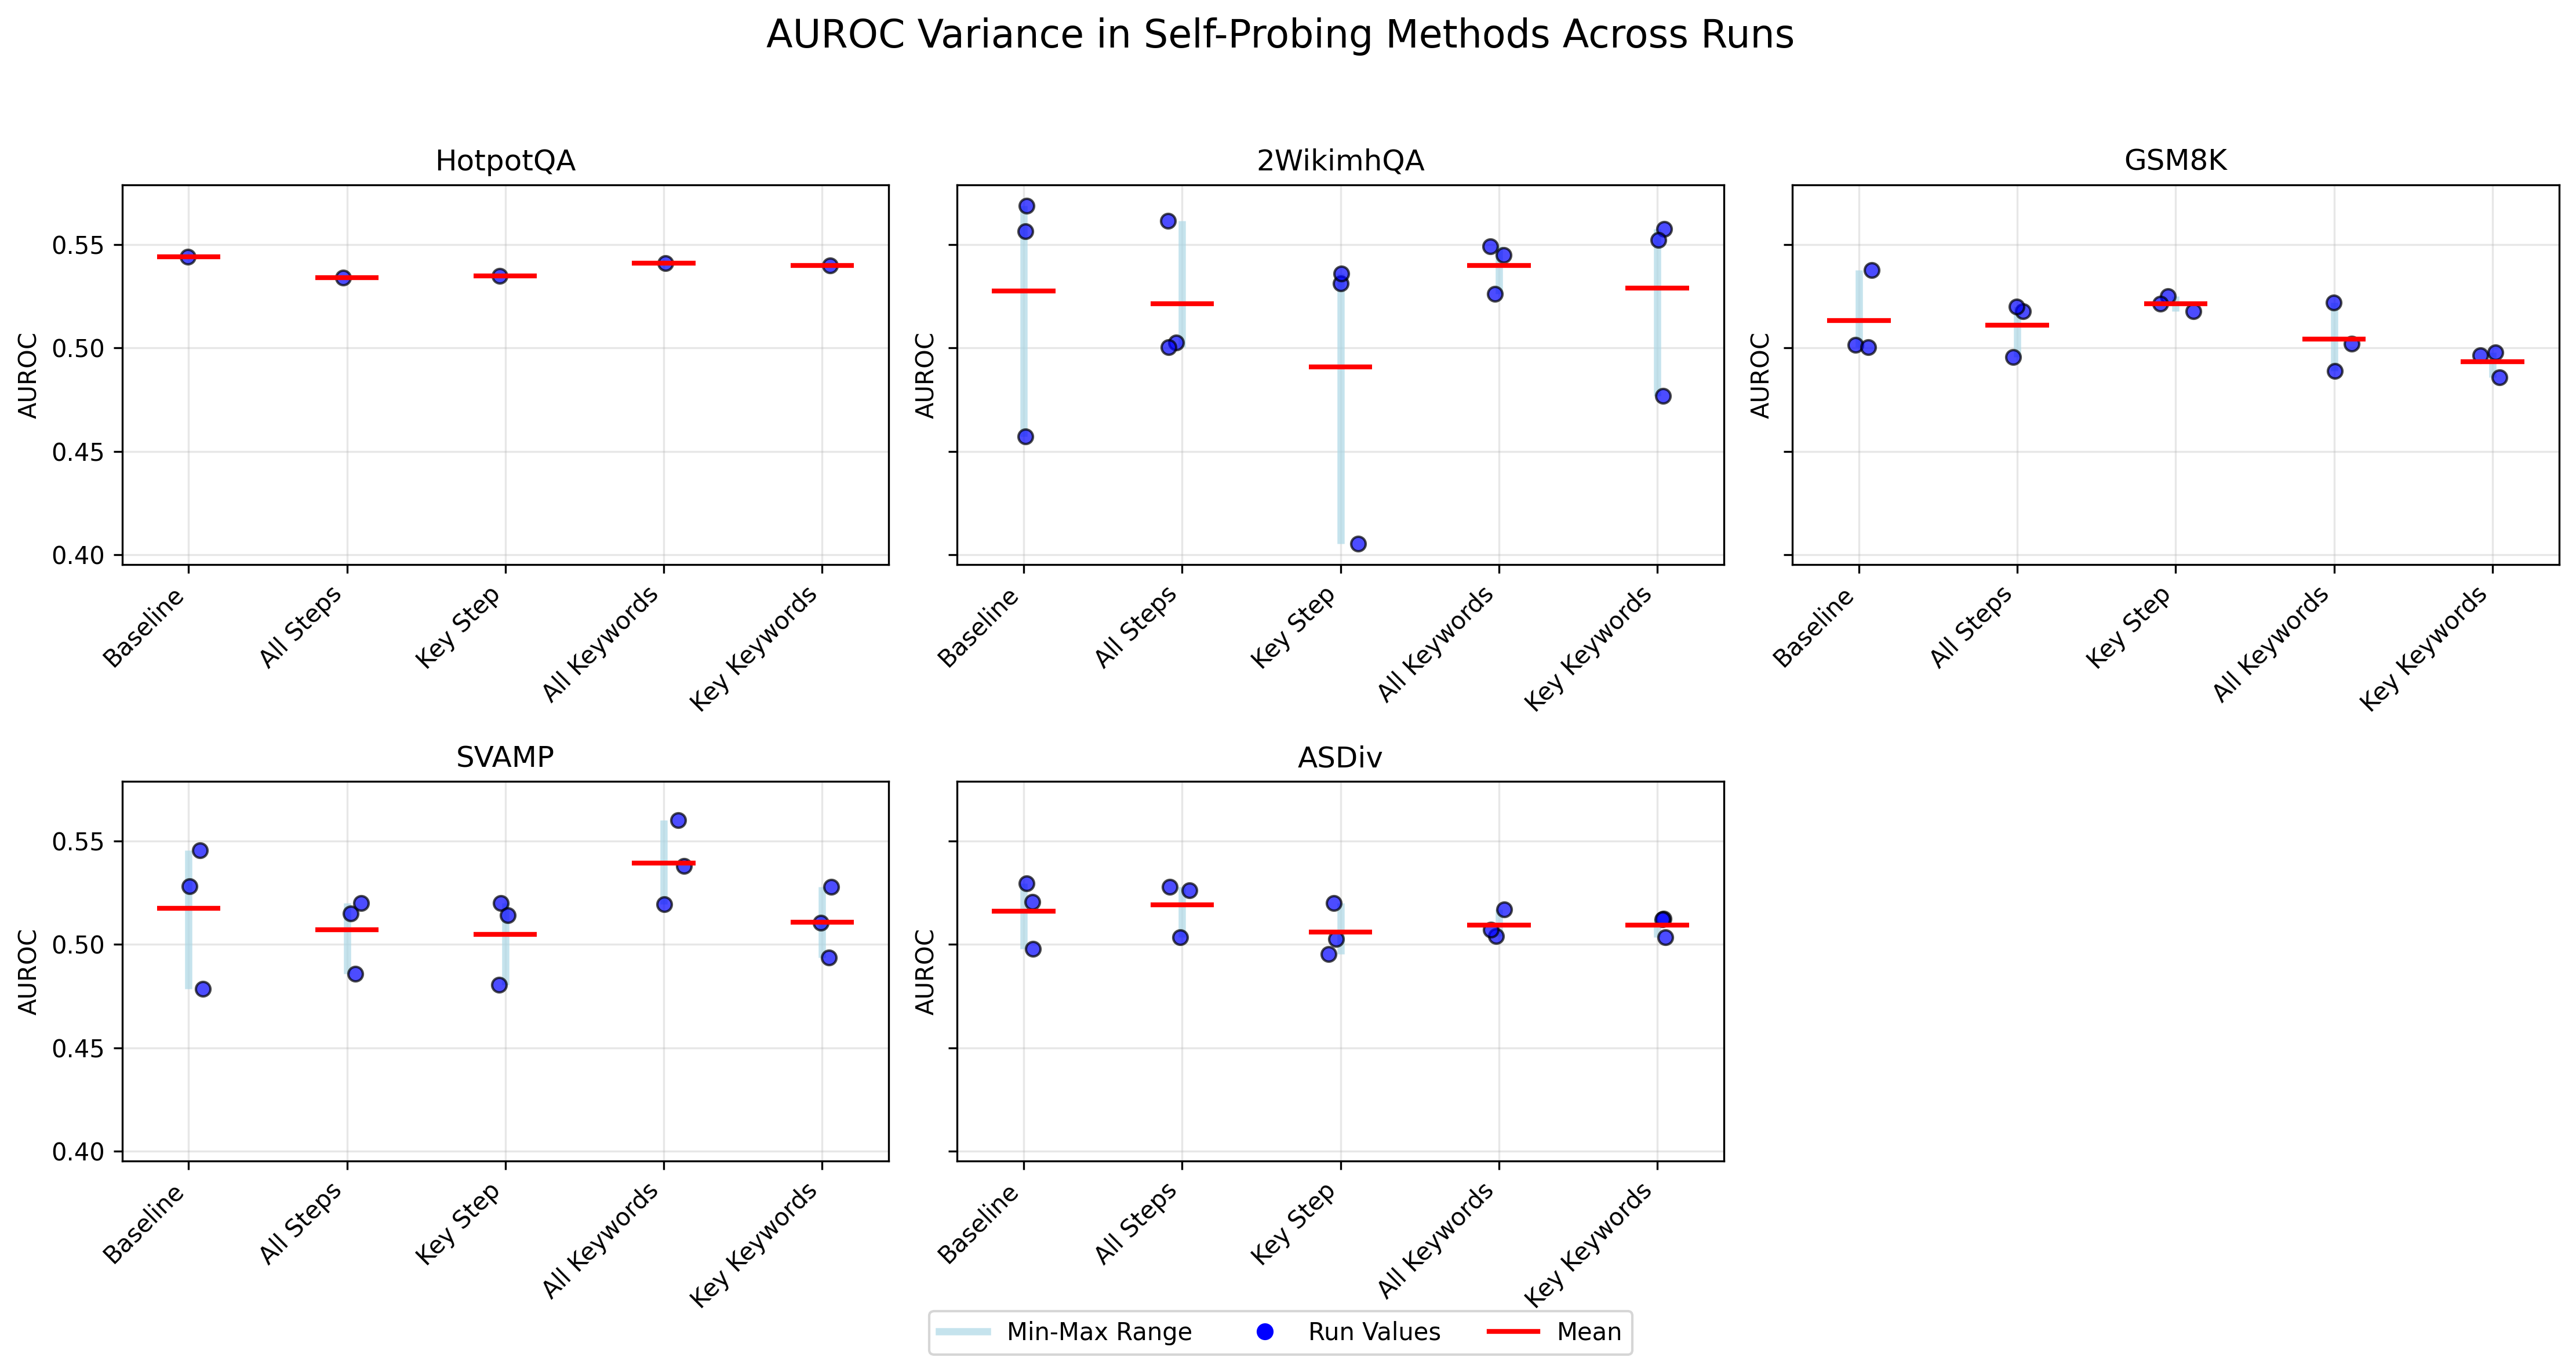 AUROC Variance in Self-Probing Methods Across Runs
HotpotQA
AUROC
0.55
0.50
0.45
0.40
Baseline
All Steps
Key Step
All Keywords
Key Keywords
2WikimhQA
AUROC
Baseline
All Steps
Key Step
All Keywords
Key Keywords
GSM8K
AUROC
Baseline
All Steps
Key Step
All Keywords
Key Keywords
SVAMP
AUROC
0.55
0.50
0.45
0.40
Baseline
All Steps
Key Step
All Keywords
Key Keywords
ASDiv
AUROC
Baseline
All Steps
Key Step
All Keywords
Key Keywords
Min-Max Range
Run Values
Mean